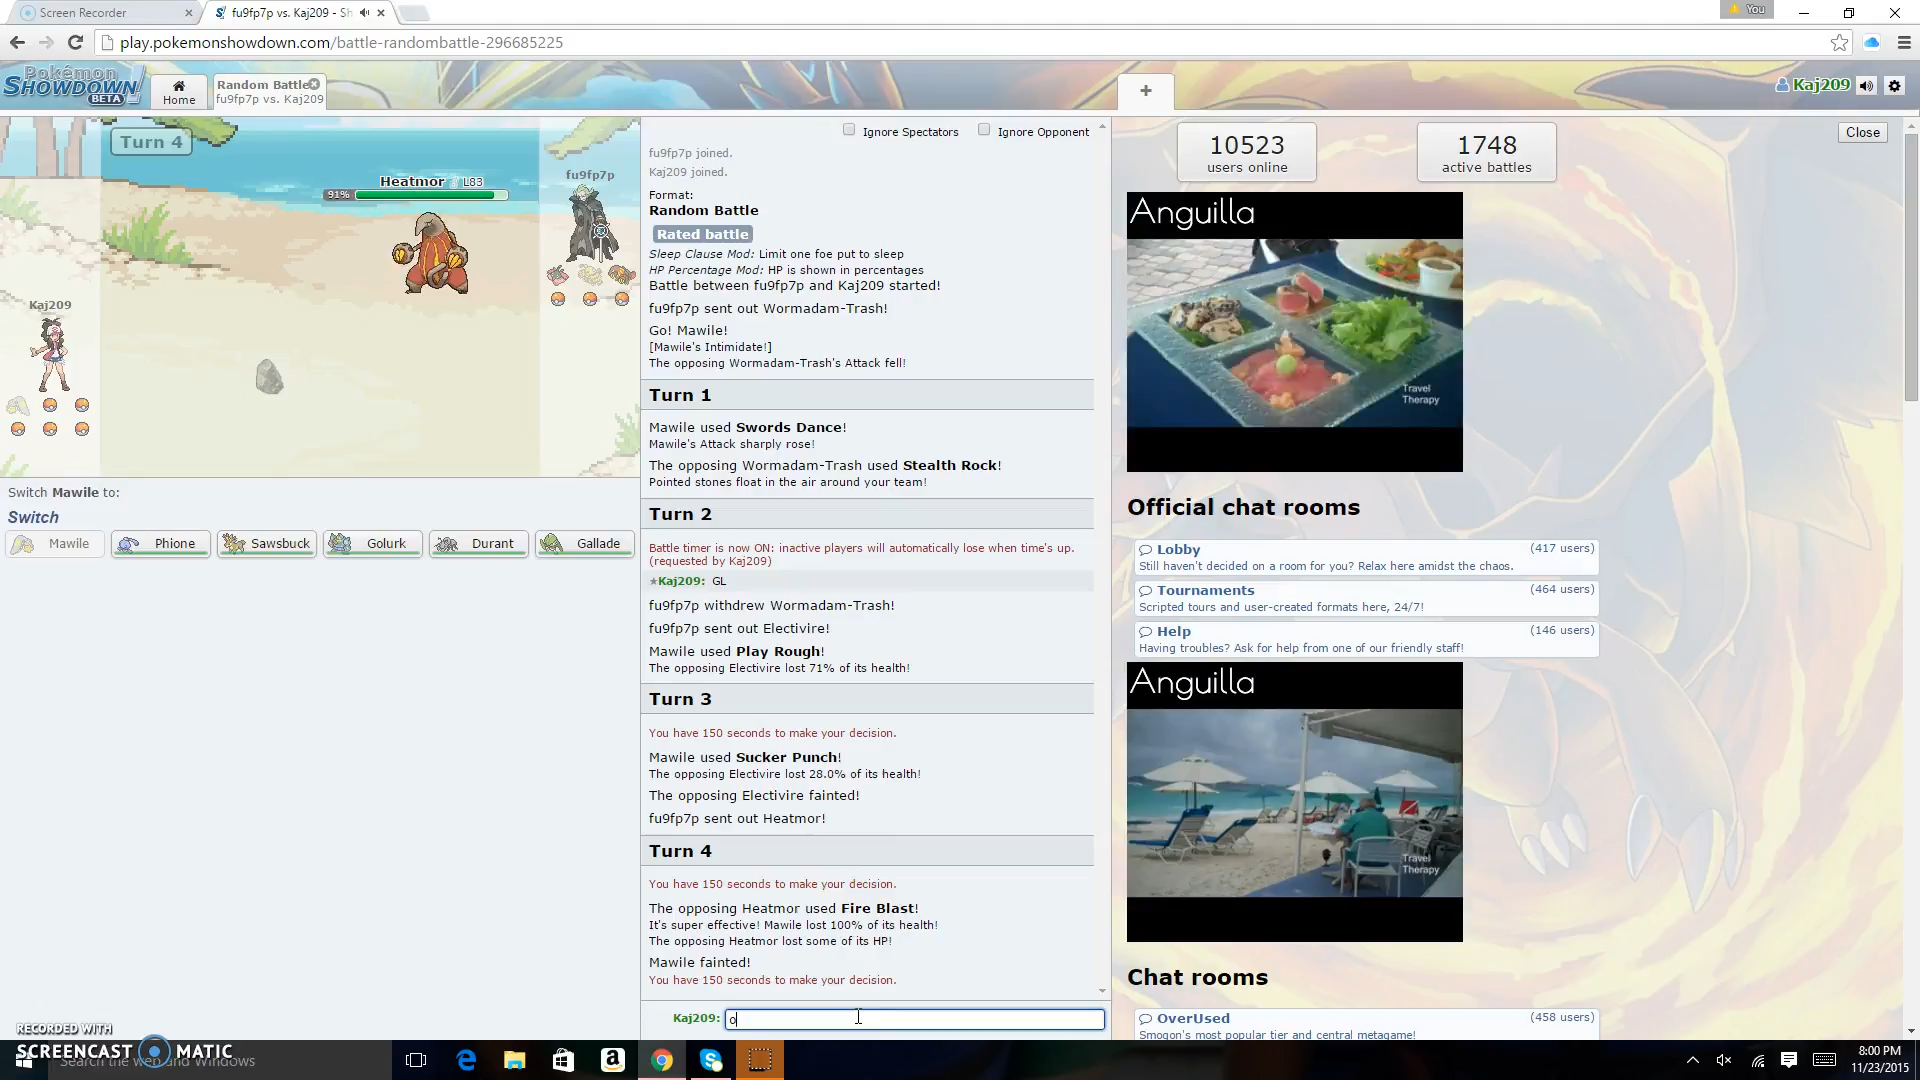 Screen Recorder
fu9fp7p vs. Kaj209 - Sh
You
play.pokemonshowdown.com/battle-randombattle-296685225
Pokémon
SHOWDOWN
BETA
Home
Random Battle
fu9fp7p vs. Kaj209
+
Kaj209
Turn 4
Heatmor L83
91%
fu9fp7p
Kaj209
Switch Mawile to:
Switch
Mawile
Phione
Sawsbuck
Golurk
Durant
Gallade
Ignore Spectators
Ignore Opponent
fu9fp7p joined.
Kaj209 joined.
Format:
Random Battle
Rated battle
Sleep Clause Mod: Limit one foe put to sleep
HP Percentage Mod: HP is shown in percentages
Battle between fu9fp7p and Kaj209 started!
fu9fp7p sent out Wormadam-Trash!
Go! Mawile!
[Mawile's Intimidate!]
The opposing Wormadam-Trash's Attack fell!
Turn 1
Mawile used Swords Dance!
Mawile's Attack sharply rose!
The opposing Wormadam-Trash used Stealth Rock!
Pointed stones float in the air around your team!
Turn 2
Battle timer is now ON: inactive players will automatically lose when time's up.
(requested by Kaj209)
★Kaj209: GL
fu9fp7p withdrew Wormadam-Trash!
fu9fp7p sent out Electivire!
Mawile used Play Rough!
The opposing Electivire lost 71% of its health!
Turn 3
You have 150 seconds to make your decision.
Mawile used Sucker Punch!
The opposing Electivire lost 28.0% of its health!
The opposing Electivire fainted!
fu9fp7p sent out Heatmor!
Turn 4
You have 150 seconds to make your decision.
The opposing Heatmor used Fire Blast!
It's super effective! Mawile lost 100% of its health!
The opposing Heatmor lost some of its HP!
Mawile fainted!
You have 150 seconds to make your decision.
Kaj209: o
10523
users online
1748
active battles
Close
Anguilla
Travel
Therapy
Official chat rooms
Lobby (417 users)
Still haven't decided on a room for you? Relax here amidst the chaos.
Tournaments (464 users)
Scripted tours and user-created formats here, 24/7!
Help (146 users)
Having troubles? Ask for help from one of our friendly staff!
Anguilla
Travel
Therapy
Chat rooms
OverUsed (458 users)
Smogon's most popular tier and central metagame!
RECORDED WITH
SCREENCAST MATIC
Search the web and Windows
8:00 PM
11/23/2015